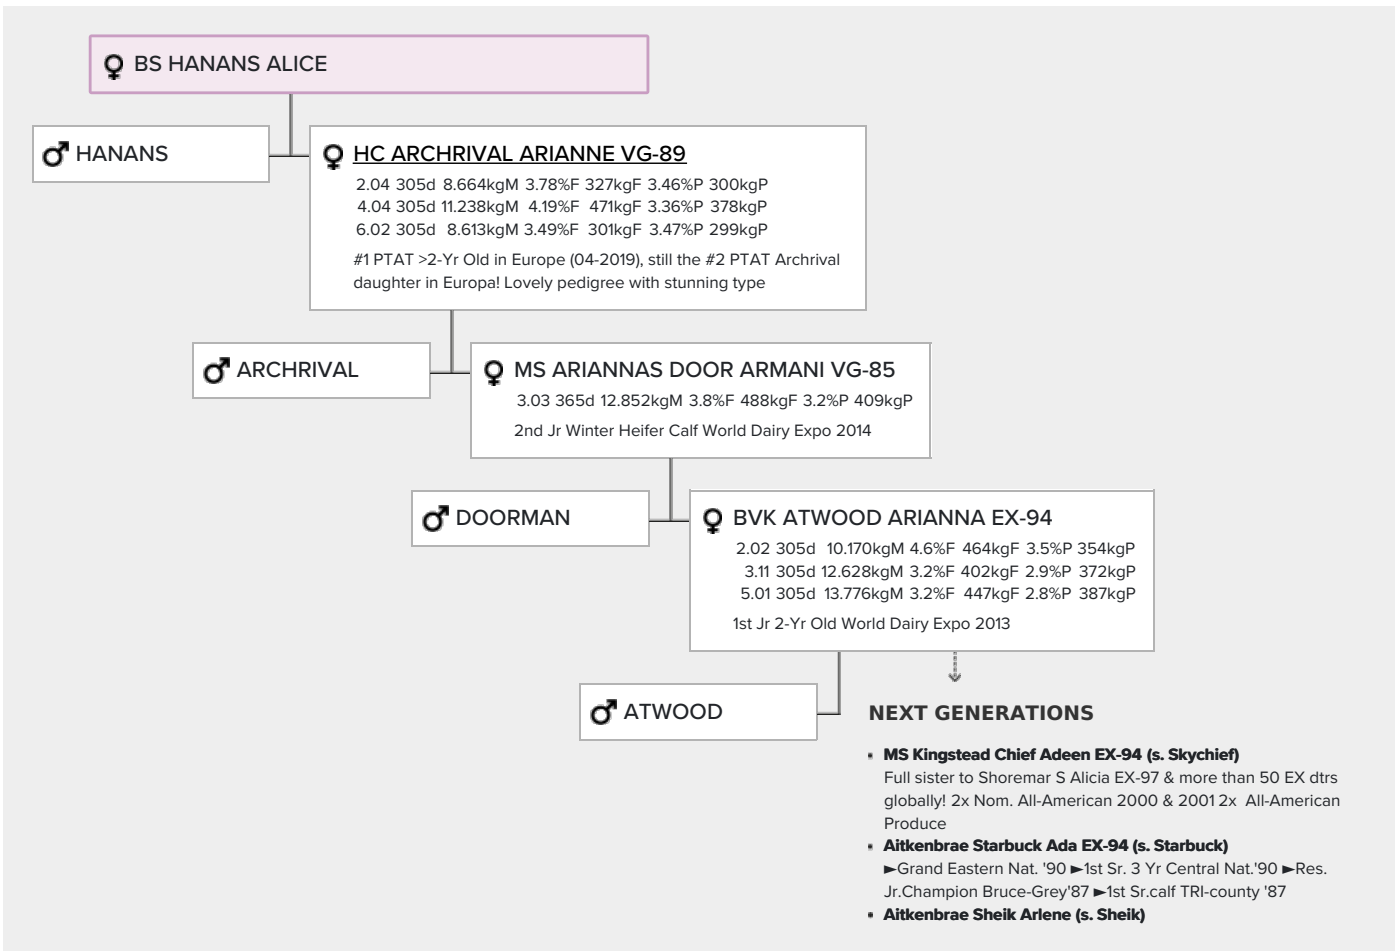 BS HANANS ALICE
HANANS
HC ARCHRIVAL ARIANNE VG-89
2.04 305d 8.664kgM 3.78%F 327kgF 3.46%P 300kgP
4.04 305d 11.238kgM 4.19%F 471kgF 3.36%P 378kgP
6.02 305d 8.613kgM 3.49%F 301kgF 3.47%P 299kgP
#1 PTAT >2-Yr Old in Europe (04-2019), still the #2 PTAT Archrival
daughter in Europa! Lovely pedigree with stunning type
ARCHRIVAL
MS ARIANNAS DOOR ARMANI VG-85
3.03 365d 12.852kgM 3.8%F 488kgF 3.2%P 409kgP
2nd Jr Winter Heifer Calf World Dairy Expo 2014
DOORMAN
BVK ATWOOD ARIANNA EX-94
2.02 305d 10.170kgM 4.6%F 464kgF 3.5%P 354kgP
3.11 305d 12.628kgM 3.2%F 402kgF 2.9%P 372kgP
5.01 305d 13.776kgM 3.2%F 447kgF 2.8%P 387kgP
1st Jr 2-Yr Old World Dairy Expo 2013
ATWOOD
NEXT GENERATIONS
▪ MS Kingstead Chief Adeen EX-94 (s. Skychief)
Full sister to Shoremar S Alicia EX-97 & more than 50 EX dtrs
globally! 2x Nom. All-American 2000 & 2001 2x All-American
Produce
▪ Aitkenbrae Starbuck Ada EX-94 (s. Starbuck)
►Grand Eastern Nat. '90 ►1st Sr. 3 Yr Central Nat.'90 ►Res.
Jr.Champion Bruce-Grey'87 ►1st Sr.calf TRI-county '87
▪ Aitkenbrae Sheik Arlene (s. Sheik)